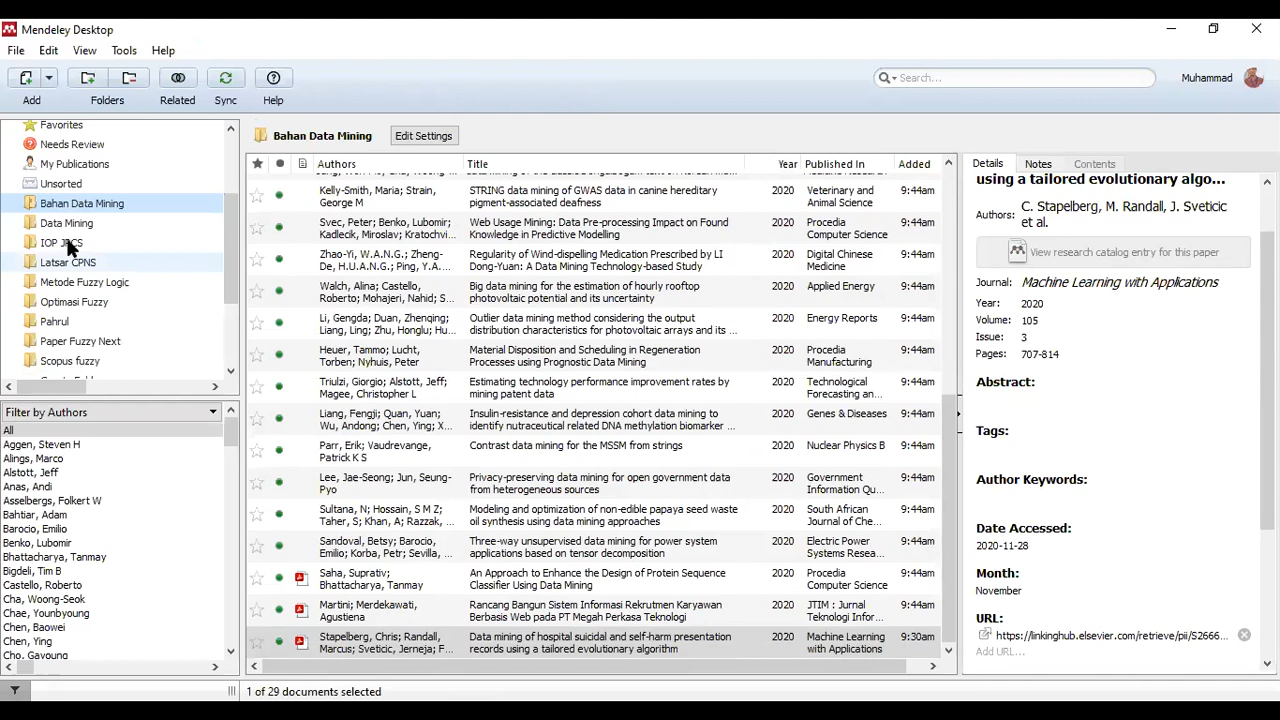 Mendeley Desktop
File Edit View Tools Help
Search...
Muhammad
Add Folders Related Sync Help
Favorites
Needs Review
My Publications
Unsorted
Bahan Data Mining
Data Mining
Latsar CPNS
Metode Fuzzy Logic
Optimasi Fuzzy
Pahrul
Paper Fuzzy Next
Scopus fuzzy
Filter by Authors
All
Aggen, Steven H
Alings, Marco
Alstott, Jeff
Anas, Andi
Asselbergs, Folkert W
Bahtiar, Adam
Barocio, Emilio
Benko, Lubomir
Bhattacharya, Tanmay
Bigdeli, Tim B
Castello, Roberto
Cha, Woong-Seok
Chae, Younbyoung
Chen, Baowei
Chen, Ying
Cho, Gayoung
Bahan Data Mining Edit Settings
Authors Title Year Published In Added
Kelly-Smith, Maria; Strain, George M
STRING data mining of GWAS data in canine hereditary pigment-associated deafness
2020
Veterinary and Animal Science
9:44am
Svec, Peter; Benko, Lubomir; Kadlecik, Miroslav; Kratochvi...
Web Usage Mining: Data Pre-processing Impact on Found Knowledge in Predictive Modelling
2020
Procedia Computer Science
9:44am
Zhao-Yi, W.A.N.G.; Zheng-De, H.U.A.N.G.; Ping, Y.A...
Regularity of Wind-dispelling Medication Prescribed by LI Dong-Yuan: A Data Mining Technology-based Study
2020
Digital Chinese Medicine
9:44am
Walch, Alina; Castello, Roberto; Mohajeri, Nahid; S...
Big data mining for the estimation of hourly rooftop photovoltaic potential and its uncertainty
2020
Applied Energy
9:44am
Li, Gengda; Duan, Zhenqing; Liang, Ling; Zhu, Honglu; Hu...
Outlier data mining method considering the output distribution characteristics for photovoltaic arrays and its ...
2020
Energy Reports
9:44am
Heuer, Tammo; Lucht, Torben; Nyhuis, Peter
Material Disposition and Scheduling in Regeneration Processes using Prognostic Data Mining
2020
Procedia Manufacturing
9:44am
Triulzi, Giorgio; Alstott, Jeff; Magee, Christopher L
Estimating technology performance improvement rates by mining patent data
2020
Technological Forecasting an...
9:44am
Liang, Fengji; Quan, Yuan; Wu, Andong; Chen, Ying; X...
Insulin-resistance and depression cohort data mining to identify nutraceutical related DNA methylation biomarker ...
2020
Genes & Diseases
9:44am
Parr, Erik; Vaudrevange, Patrick K S
Contrast data mining for the MSSM from strings
2020
Nuclear Physics B
9:44am
Lee, Jae-Seong; Jun, Seung-Pyo
Privacy-preserving data mining for open government data from heterogeneous sources
2020
Government Information Qu...
9:44am
Sultana, N; Hossain, S M Z; Taher, S; Khan, A; Razzak, ...
Modeling and optimization of non-edible papaya seed waste oil synthesis using data mining approaches
2020
South African Journal of Che...
9:44am
Sandoval, Betsy; Barocio, Emilio; Korba, Petr; Sevilla, ...
Three-way unsupervised data mining for power system applications based on tensor decomposition
2020
Electric Power Systems Resea...
9:44am
Saha, Suprativ; Bhattacharya, Tanmay
An Approach to Enhance the Design of Protein Sequence Classifier Using Data Mining
2020
Procedia Computer Science
9:44am
Martini; Merdekawati, Agustiena
Rancang Bangun Sistem Informasi Rekrutmen Karyawan Berbasis Web pada PT Megah Perkasa Teknologi
2020
JTIM : Jurnal Teknologi Infor...
9:44am
Stapelberg, Chris; Randall, Marcus; Sveticic, Jerneja; F...
Data mining of hospital suicidal and self-harm presentation records using a tailored evolutionary algorithm
2020
Machine Learning with Applications
9:30am
Details Notes Contents
using a tailored evolutionary algo...
Authors: C. Stapelberg, M. Randall, J. Sveticic et al.
View research catalog entry for this paper
Journal: Machine Learning with Applications
Year: 2020
Volume: 105
Issue: 3
Pages: 707-814
Abstract:
Tags:
Author Keywords:
Date Accessed:
2020-11-28
Month:
November
URL:
https://linkinghub.elsevier.com/retrieve/pii/S2666...
Add URL...
1 of 29 documents selected